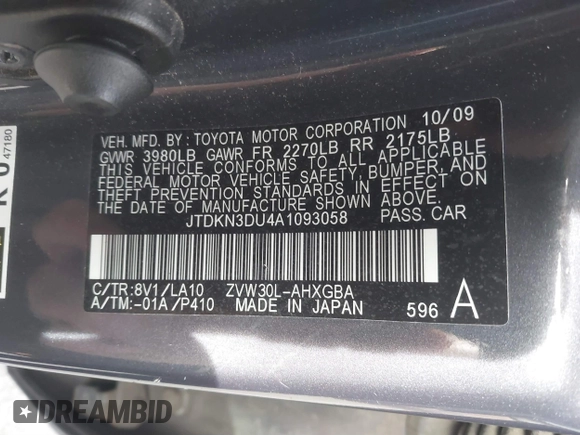 47180
VEH. MFD. BY : TOYOTA MOTOR CORPORATION 10/09
GVWR 3980LB GAWR FR 2270LB RR 2175LB
THIS VEHICLE CONFORMS TO ALL APPLICABLE
FEDERAL MOTOR VEHICLE SAFETY, BUMPER, AND
THEFT PREVENTION STANDARDS IN EFFECT ON
THE DATE OF MANUFACTURE SHOWN ABOVE.
JTDKN3DU4A1093058 PASS. CAR
C/TR:8V1/LA10 ZVW30L-AHXGBA
A/TM:-01A/P410 MADE IN JAPAN 596 A
DREAMBID